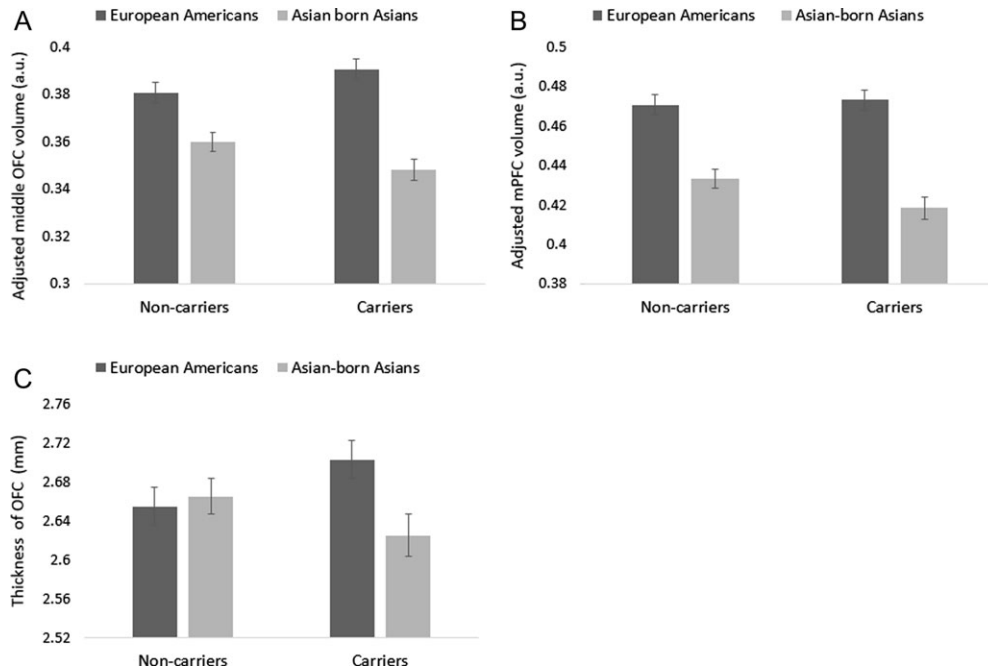 A
European Americans Asian born Asians
Adjusted middle OFC volume (a.u.)
0.4
0.38
0.36
0.34
0.32
0.3
Non-carriers Carriers
B
European Americans Asian-born Asians
Adjusted mPFC volume (a.u.)
0.5
0.48
0.46
0.44
0.42
0.4
0.38
Non-carriers Carriers
C
European Americans Asian-born Asians
Thickness of OFC (mm)
2.76
2.72
2.68
2.64
2.6
2.56
2.52
Non-carriers Carriers